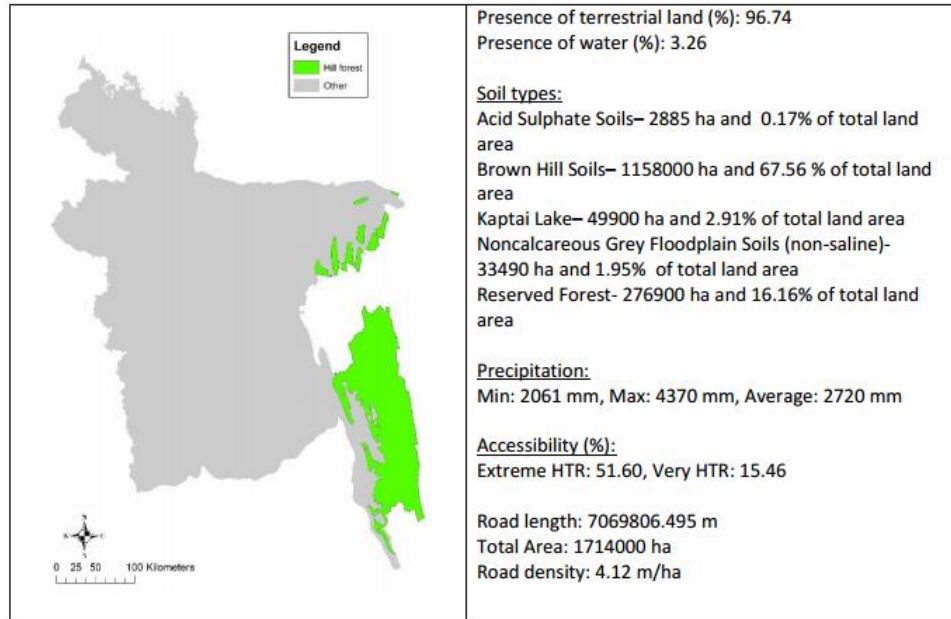 Legend
Hill forest
Other
N
W E
S
0 25 50 100 Kilometers
Presence of terrestrial land (%): 96.74
Presence of water (%): 3.26
Soil types:
Acid Sulphate Soils– 2885 ha and 0.17% of total land
area
Brown Hill Soils– 1158000 ha and 67.56 % of total land
area
Kaptai Lake– 49900 ha and 2.91% of total land area
Noncalcareous Grey Floodplain Soils (non-saline)-
33490 ha and 1.95% of total land area
Reserved Forest- 276900 ha and 16.16% of total land
area
Precipitation:
Min: 2061 mm, Max: 4370 mm, Average: 2720 mm
Accessibility (%):
Extreme HTR: 51.60, Very HTR: 15.46
Road length: 7069806.495 m
Total Area: 1714000 ha
Road density: 4.12 m/ha